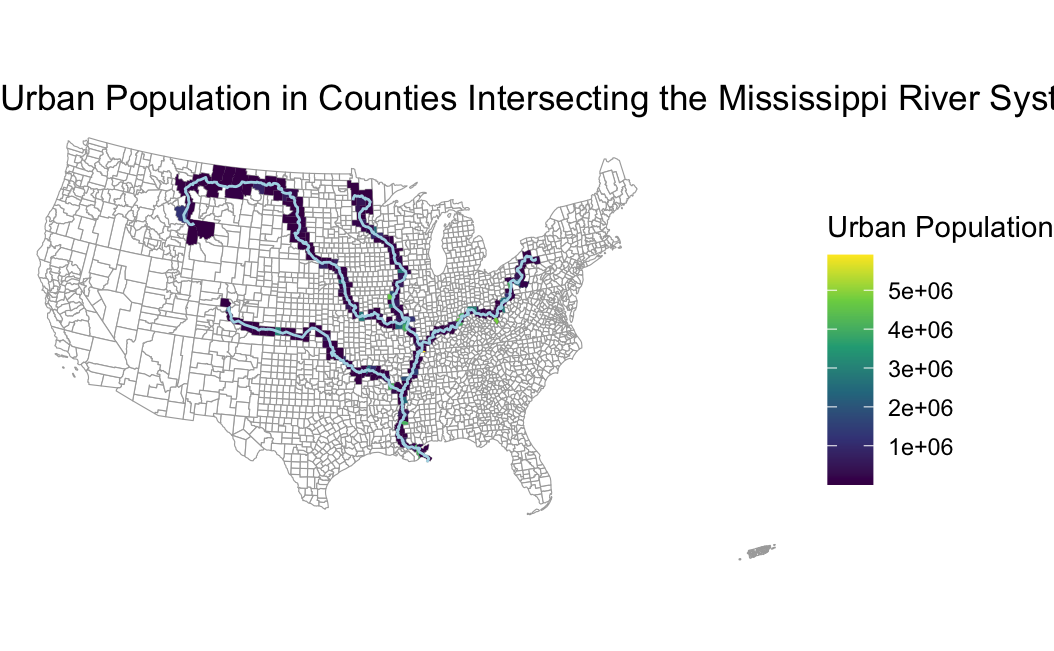 Urban Population in Counties Intersecting the Mississippi River Syst
Urban Population
5e+06
4e+06
3e+06
2e+06
1e+06